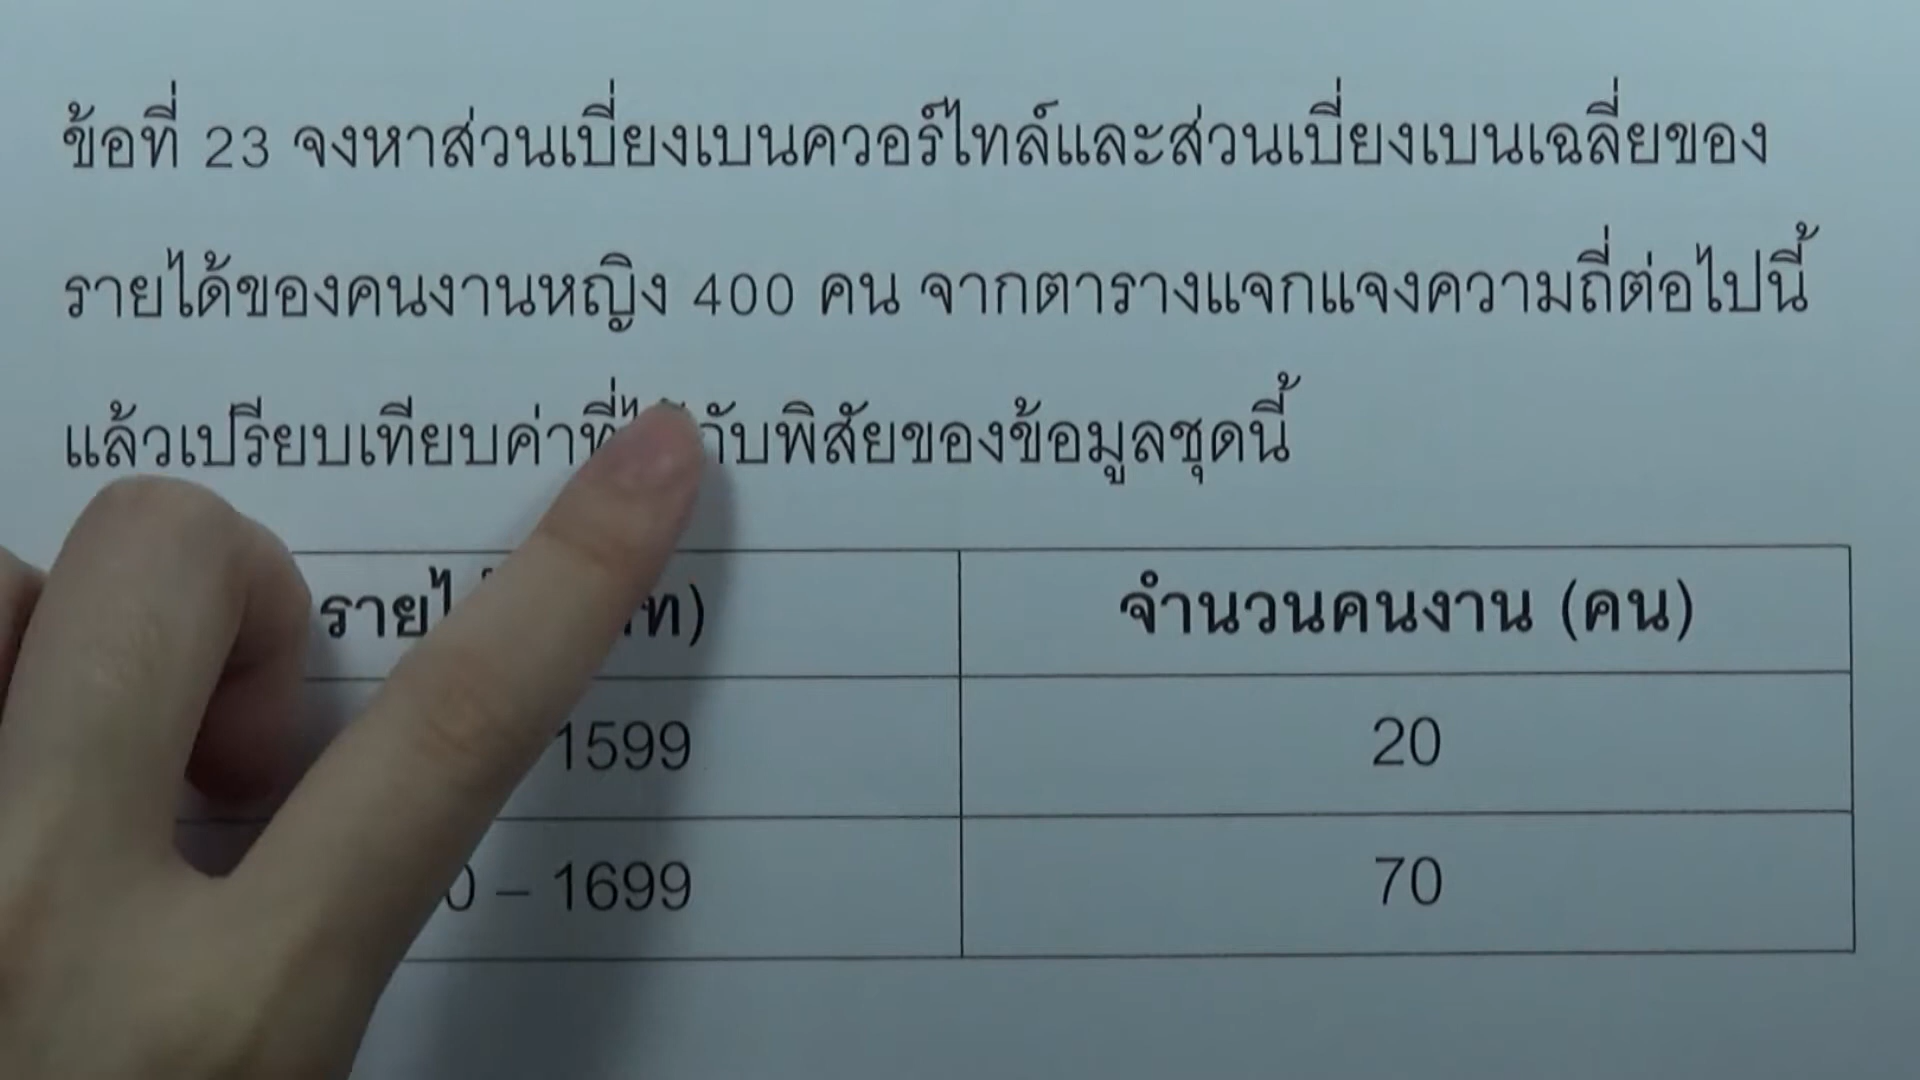 ข้อที่ 23 จงหาส่วนเบี่ยงเบนควอร์ไทล์และส่วนเบี่ยงเบนเฉลี่ยของ
รายได้ของคนงานหญิง 400 คน จากตารางแจกแจงความถี่ต่อไปนี้
แล้วเปรียบเทียบค่าที่ได้กับพิสัยของข้อมูลชุดนี้
จำนวนคนงาน (คน)
1599 20
– 1699 70